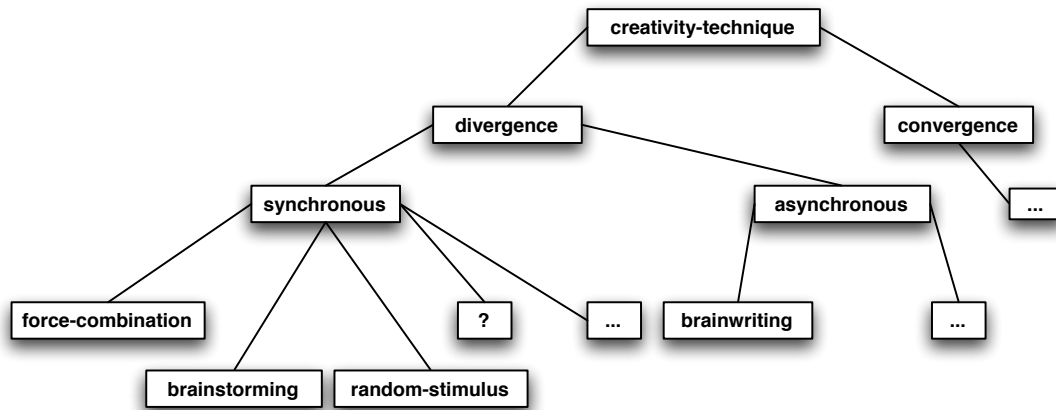 creativity-technique
divergence
convergence
synchronous
asynchronous
...
force-combination
?
...
brainwriting
...
brainstorming
random-stimulus